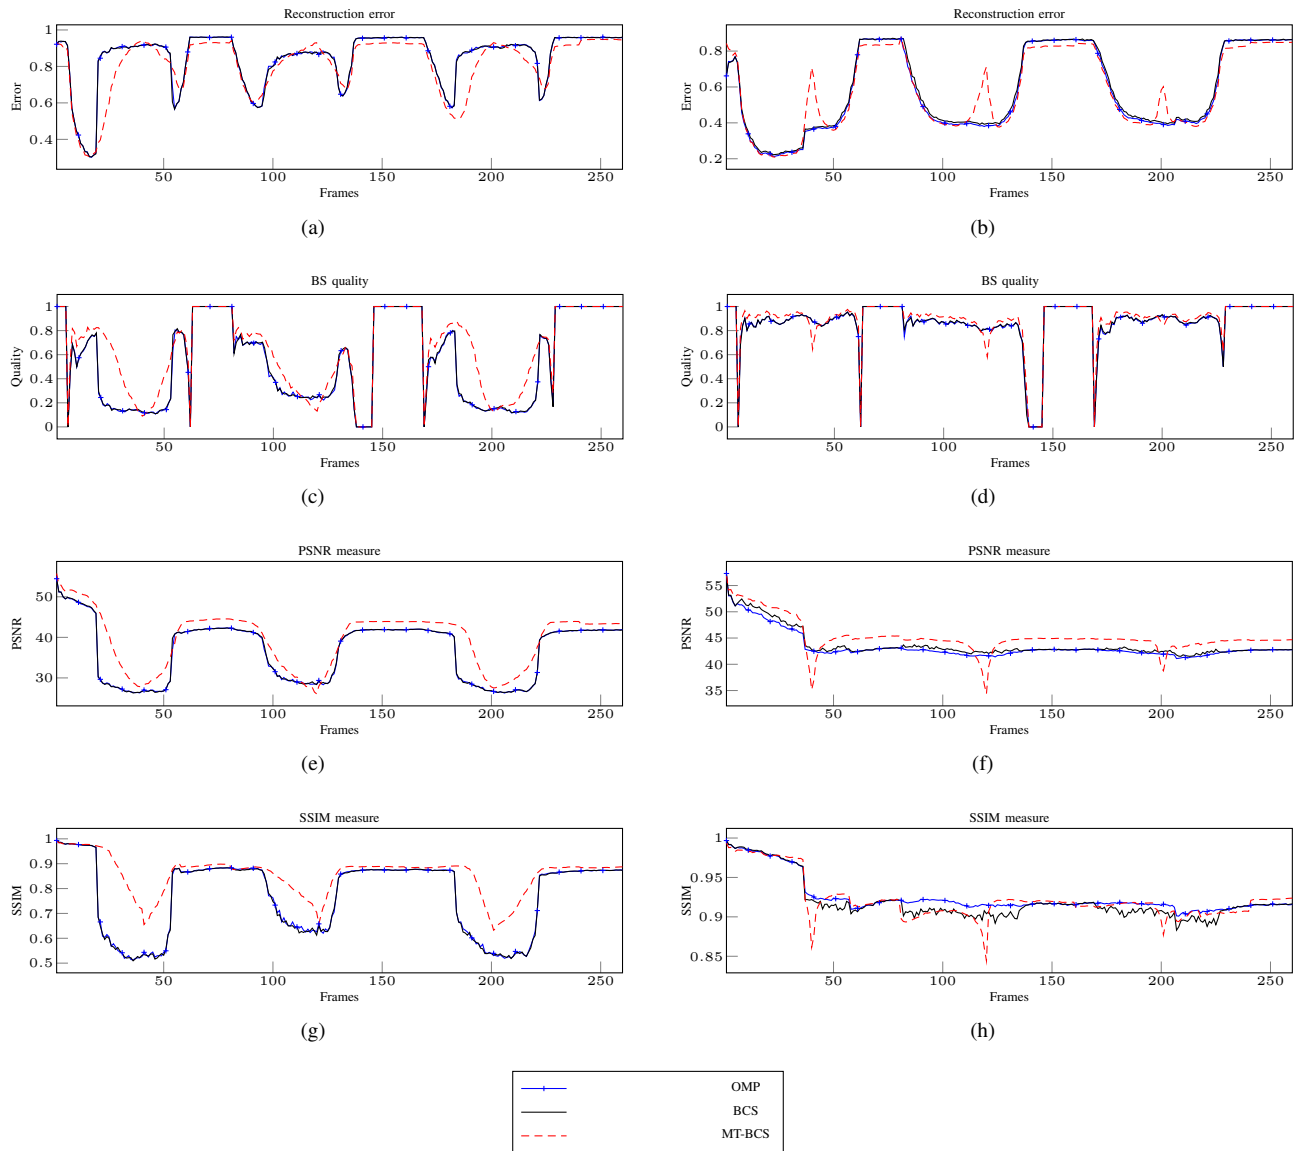 Reconstruction error
1
0.8
0.6
0.4
Error
50 100 150 200 250
Frames
(a)
Reconstruction error
0.8
0.6
0.4
0.2
Error
50 100 150 200 250
Frames
(b)
BS quality
1
0.8
0.6
0.4
0.2
0
Quality
50 100 150 200 250
Frames
(c)
BS quality
1
0.8
0.6
0.4
0.2
0
Quality
50 100 150 200 250
Frames
(d)
PSNR measure
50
40
30
PSNR
50 100 150 200 250
Frames
(e)
PSNR measure
55
50
45
40
35
PSNR
50 100 150 200 250
Frames
(f)
SSIM measure
1
0.9
0.8
0.7
0.6
0.5
SSIM
50 100 150 200 250
Frames
(g)
SSIM measure
1
0.95
0.9
0.85
SSIM
50 100 150 200 250
Frames
(h)
OMP
BCS
MT-BCS